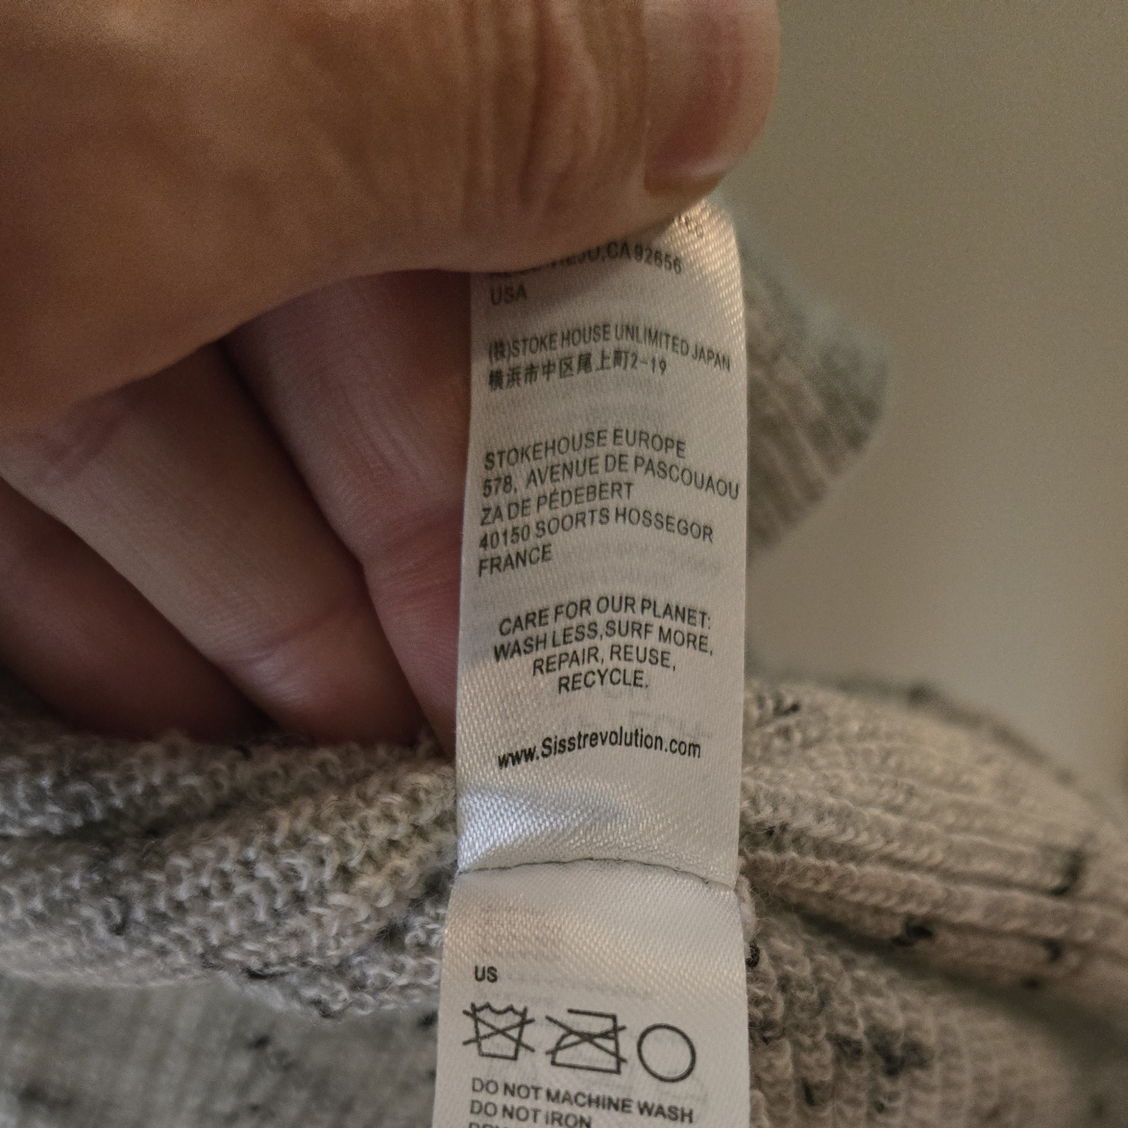 CA 92656
USA
(株)STOKE HOUSE UNLIMITED JAPAN
横浜市中区尾上町2-19
STOKEHOUSE EUROPE
578, AVENUE DE PASCOUAOU
ZA DE PÉDEBERT
40150 SOORTS HOSSEGOR
FRANCE
CARE FOR OUR PLANET:
WASH LESS,SURF MORE,
REPAIR, REUSE,
RECYCLE.
www.Sisstrevolution.com
US
DO NOT MACHINE WASH
DO NOT IRON